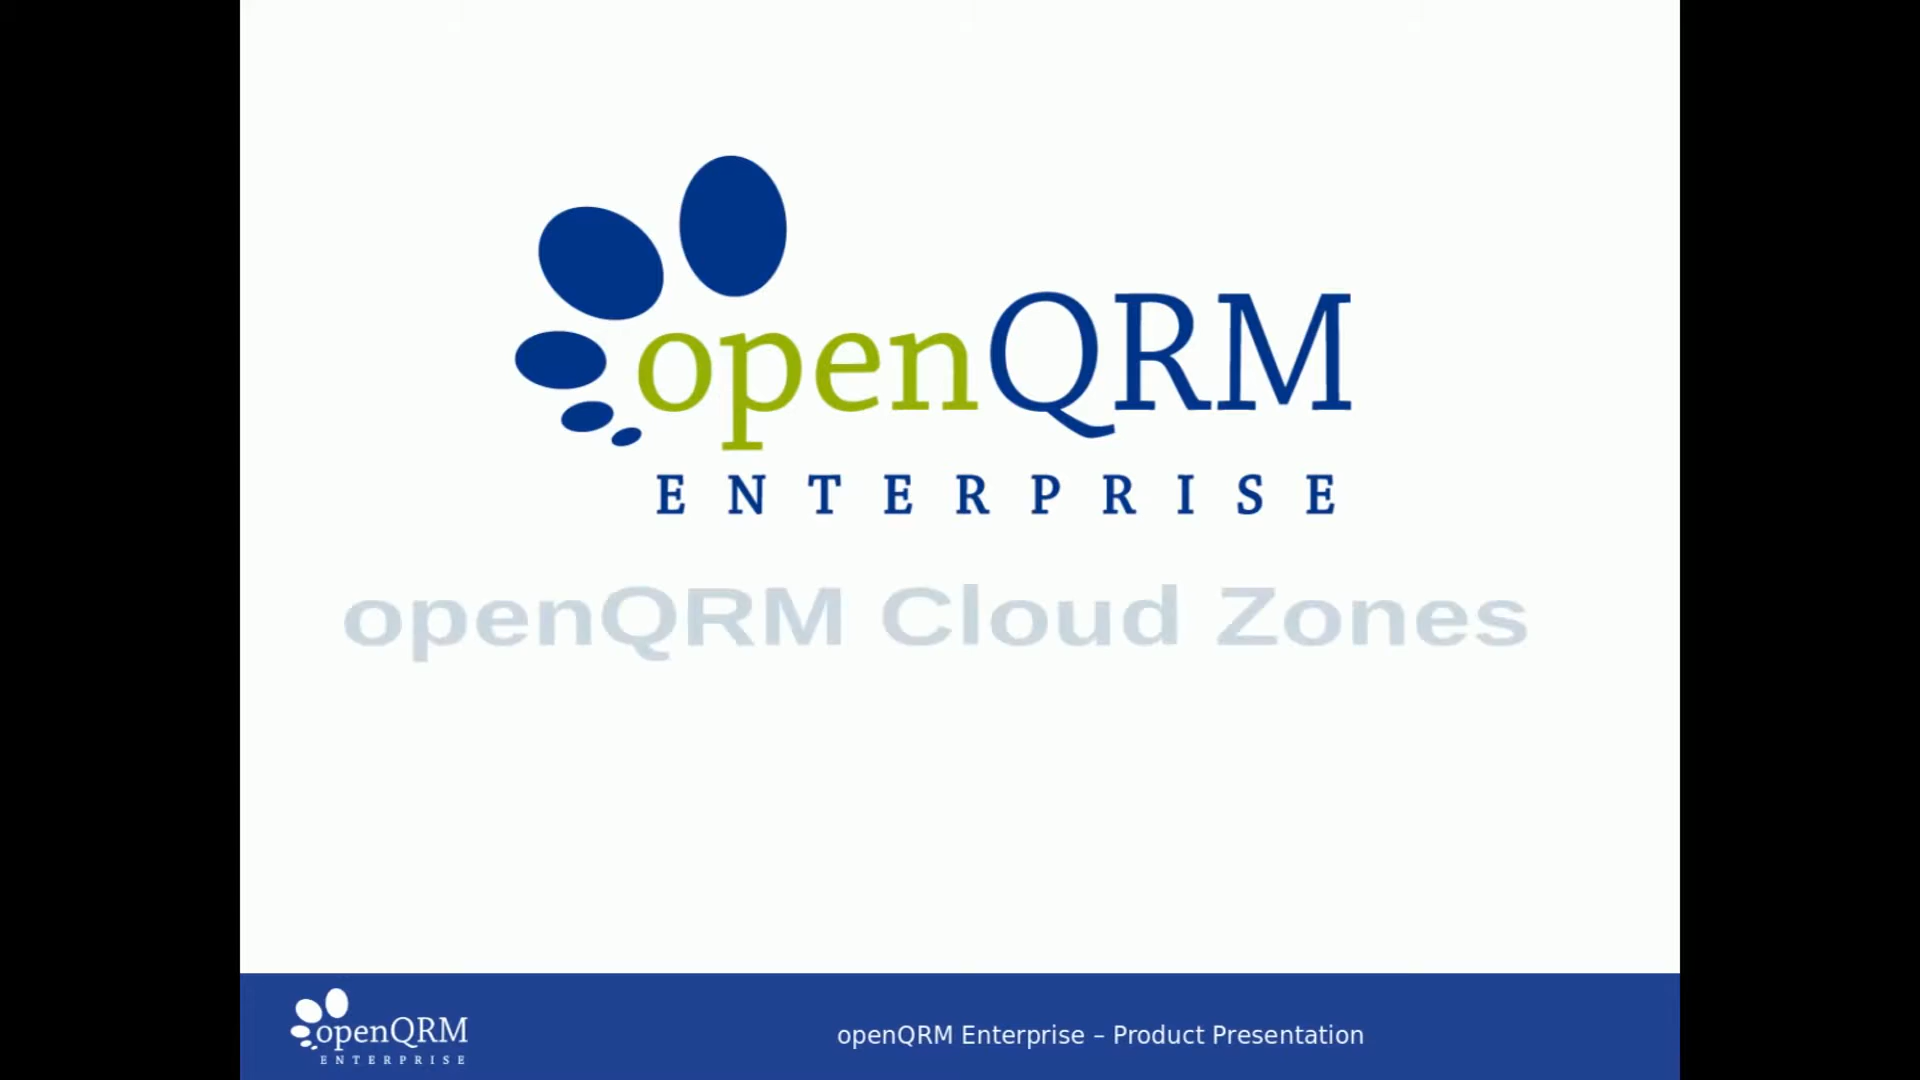 openQRM
ENTERPRISE
openQRM Cloud Zones
openQRM
ENTERPRISE
openQRM Enterprise – Product Presentation